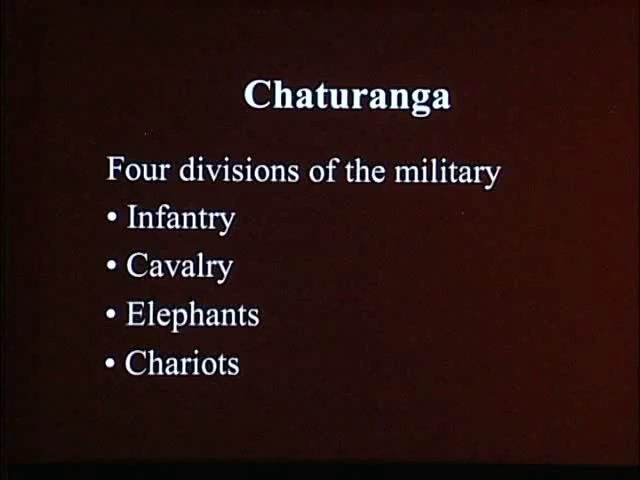 Chaturanga
Four divisions of the military
• Infantry
• Cavalry
• Elephants
• Chariots